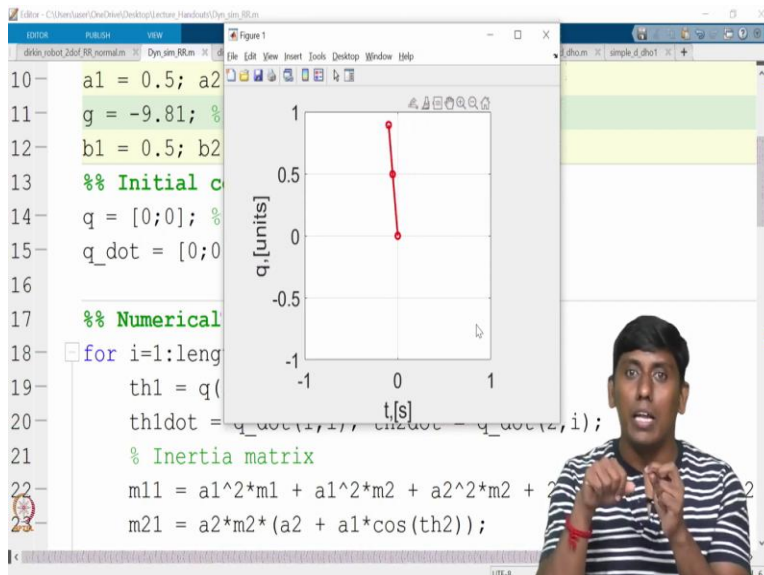 Editor - C:\Users\user\OneDrive\Desktop\Lecture_Handouts\Dyn_sim_RR.m
EDITOR PUBLISH VIEW
dirkin_robot_2dof_RR_normal.m Dyn_sim_RR.m d_dho.m simple_d_dho1
Figure 1
File Edit View Insert Tools Desktop Window Help
10 a1 = 0.5; a2
11 g = -9.81; %
12 b1 = 0.5; b2
13 %% Initial c
14 q = [0;0]; %
15 q_dot = [0;0
16
17 %% Numerical
18 for i=1:leng
19 th1 = q(
20 th1dot = q_dot(1,i); th2dot = q_dot(2,i);
21 % Inertia matrix
22 m11 = a1^2*m1 + a1^2*m2 + a2^2*m2 + 2
23 m21 = a2*m2*(a2 + a1*cos(th2));
1
0.5
0
-0.5
-1
q,[units]
-1 0 1
t,[s]
UTF-8